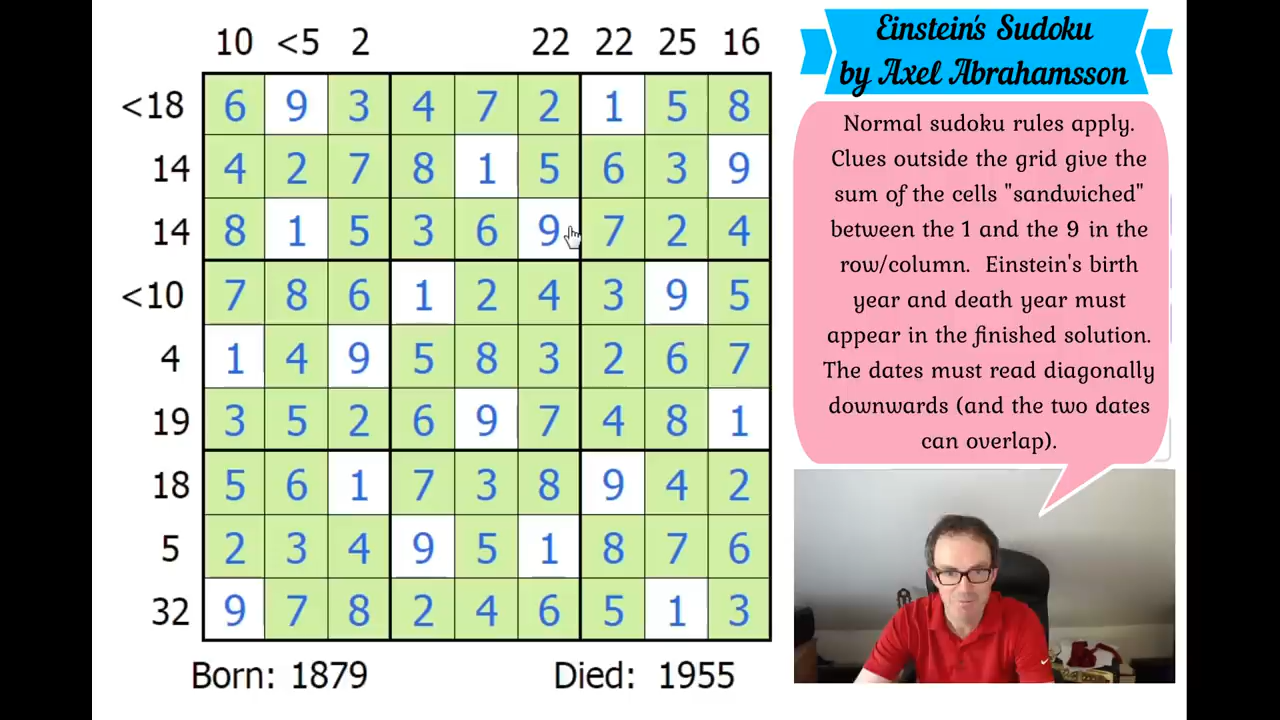 Einstein's Sudoku
by Axel Abrahamsson
10 <5 2 22 22 25 16
<18 6 9 3 4 7 2 1 5 8
14 4 2 7 8 1 5 6 3 9
14 8 1 5 3 6 9 7 2 4
<10 7 8 6 1 2 4 3 9 5
4 1 4 9 5 8 3 2 6 7
19 3 5 2 6 9 7 4 8 1
18 5 6 1 7 3 8 9 4 2
5 2 3 4 9 5 1 8 7 6
32 9 7 8 2 4 6 5 1 3
Born: 1879 Died: 1955
Normal sudoku rules apply.
Clues outside the grid give the
sum of the cells "sandwiched"
between the 1 and the 9 in the
row/column. Einstein's birth
year and death year must
appear in the finished solution.
The dates must read diagonally
downwards (and the two dates
can overlap).